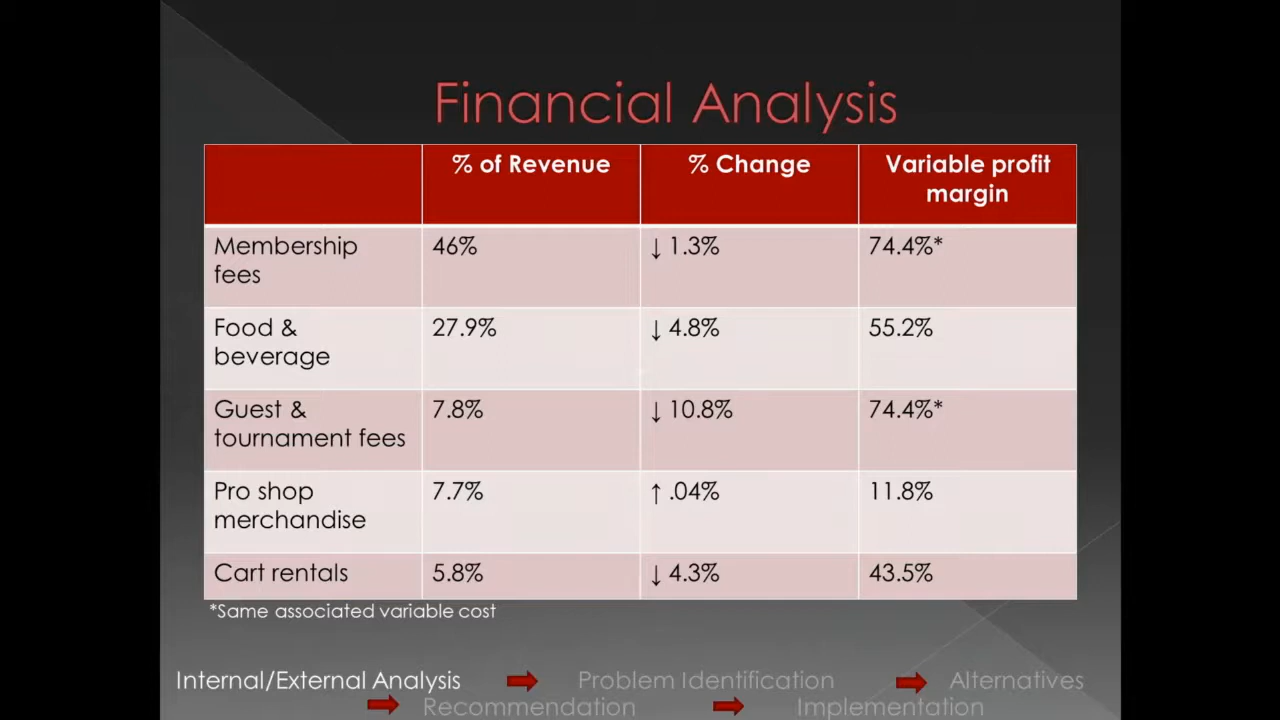 Financial Analysis
% of Revenue % Change Variable profit
margin
Membership
fees
46% ↓ 1.3% 74.4%*
Food &
beverage
27.9% ↓ 4.8% 55.2%
Guest &
tournament fees
7.8% ↓ 10.8% 74.4%*
Pro shop
merchandise
7.7% ↑ .04% 11.8%
Cart rentals 5.8% ↓ 4.3% 43.5%
*Same associated variable cost
Internal/External Analysis Problem Identification Alternatives
Recommendation Implementation